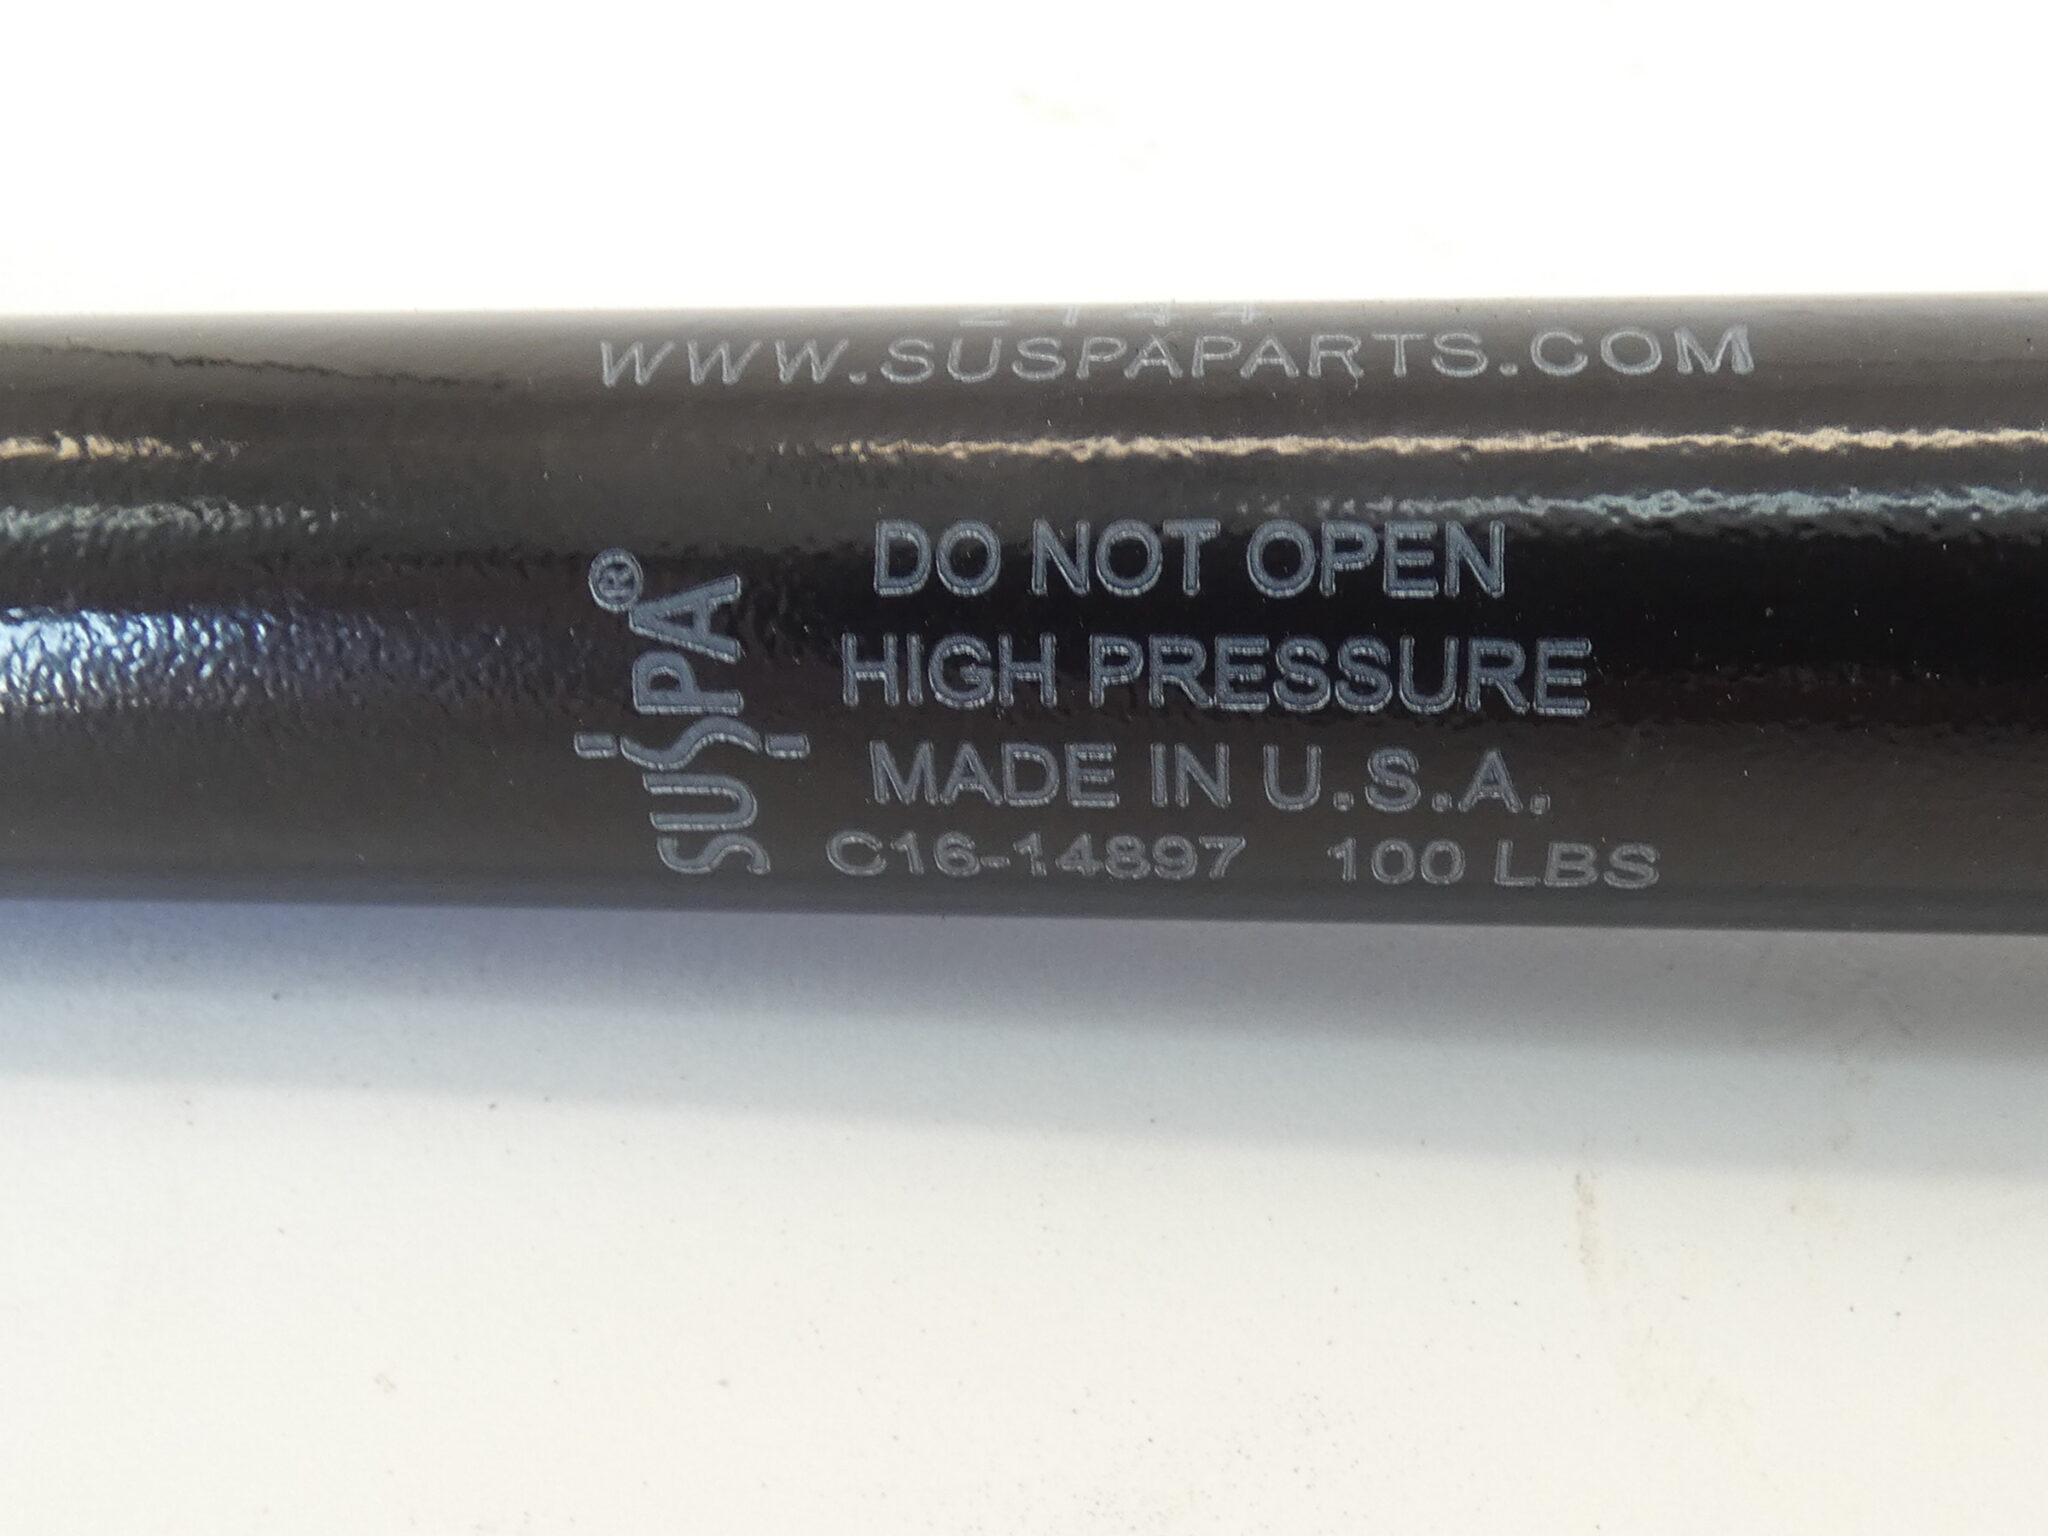 WWW.SUSPAPARTS.COM
SUSPA®
DO NOT OPEN
HIGH PRESSURE
MADE IN U.S.A.
C16-14897 100 LBS